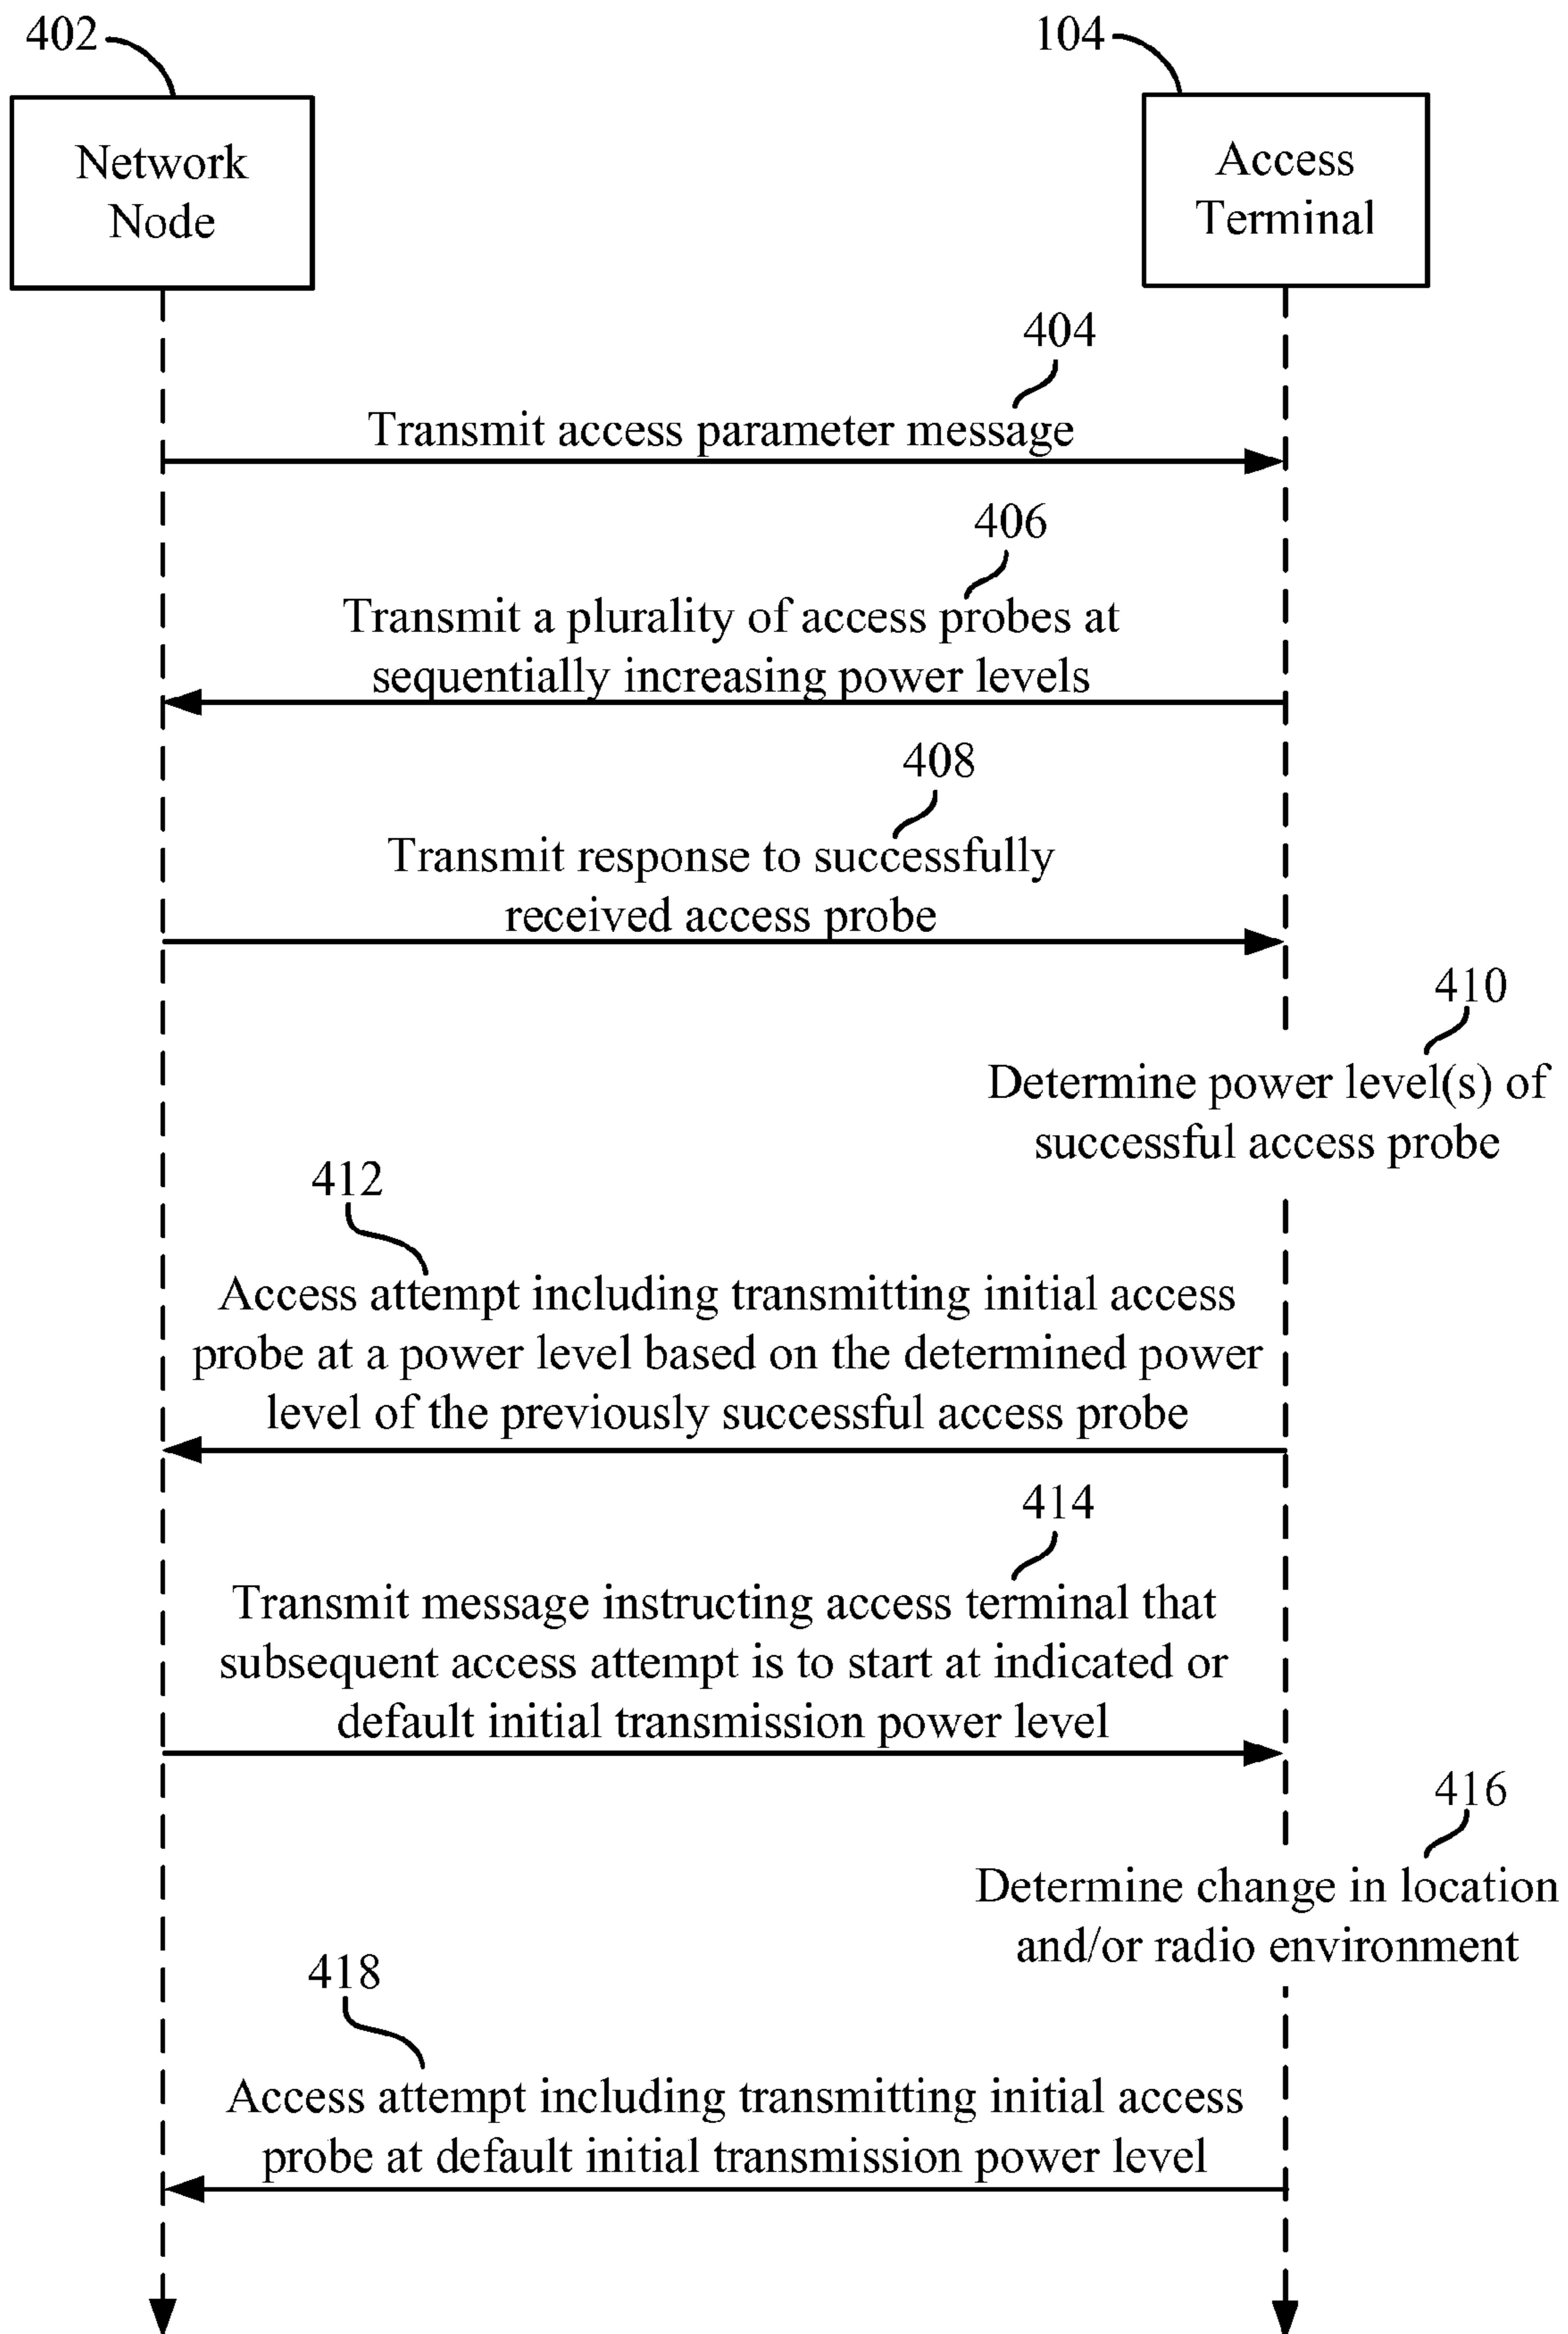 402
104
Network
Node
Access
Terminal
404
Transmit access parameter message
406
Transmit a plurality of access probes at
sequentially increasing power levels
408
Transmit response to successfully
received access probe
410
Determine power level(s) of
successful access probe
412
Access attempt including transmitting initial access
probe at a power level based on the determined power
level of the previously successful access probe
414
Transmit message instructing access terminal that
subsequent access attempt is to start at indicated or
default initial transmission power level
416
Determine change in location
and/or radio environment
418
Access attempt including transmitting initial access
probe at default initial transmission power level